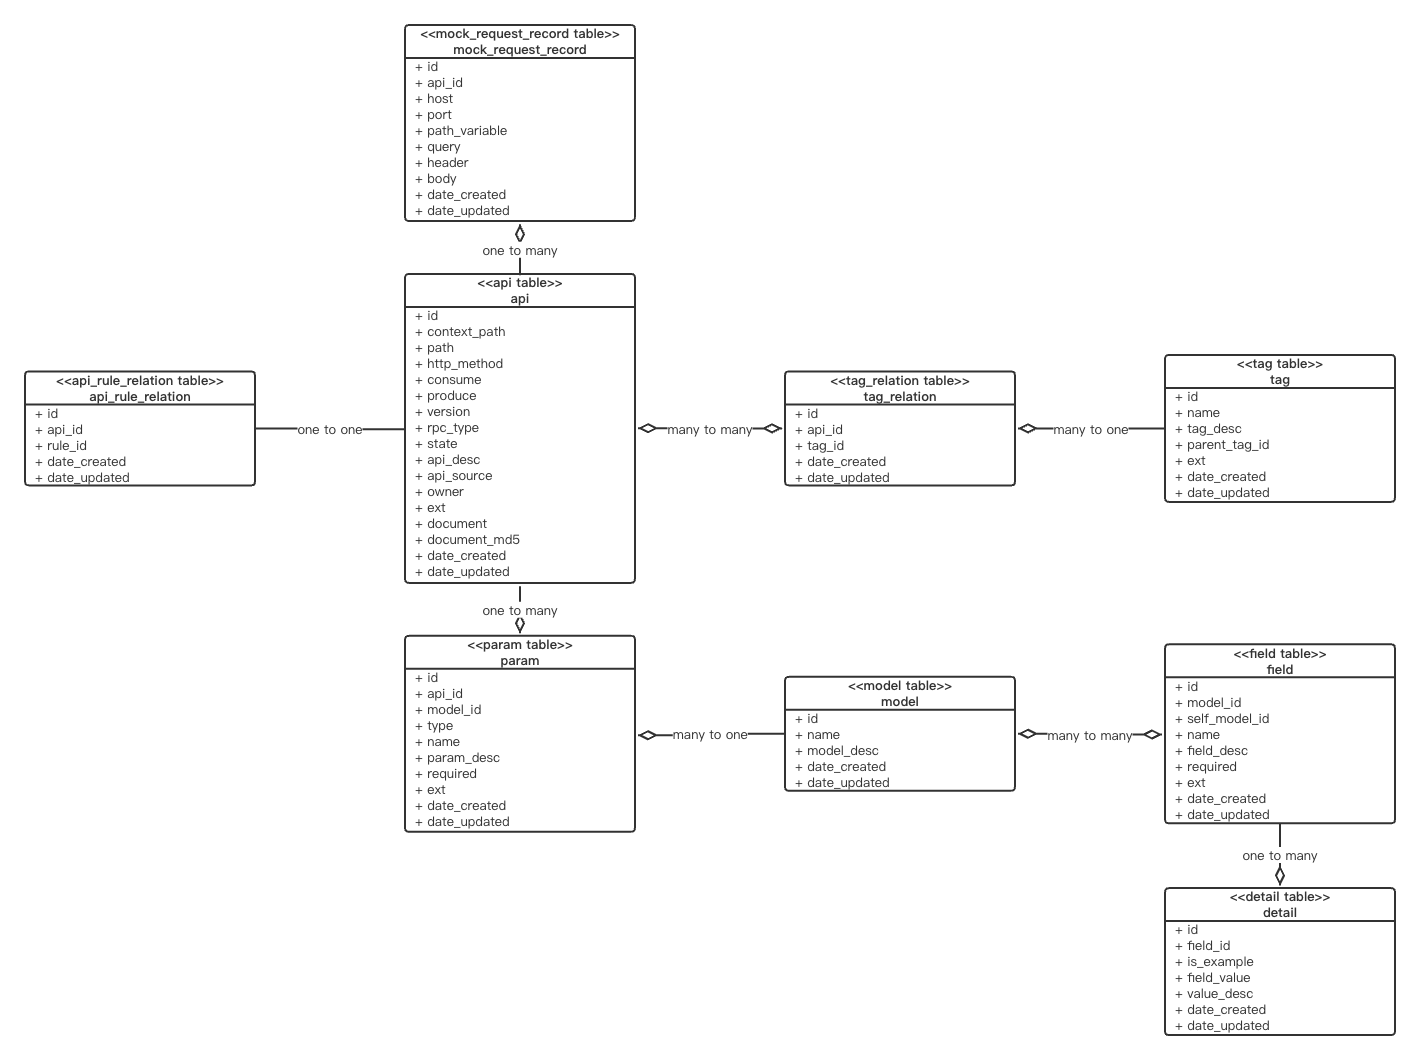 <<mock_request_record table>>
mock_request_record
+ id
+ api_id
+ host
+ port
+ path_variable
+ query
+ header
+ body
+ date_created
+ date_updated
one to many
<<api table>>
api
+ id
+ context_path
+ path
+ http_method
+ consume
+ produce
+ version
+ rpc_type
+ state
+ api_desc
+ api_source
+ owner
+ ext
+ document
+ document_md5
+ date_created
+ date_updated
<<api_rule_relation table>>
api_rule_relation
+ id
+ api_id
+ rule_id
+ date_created
+ date_updated
one to one
many to many
<<tag_relation table>>
tag_relation
+ id
+ api_id
+ tag_id
+ date_created
+ date_updated
many to one
<<tag table>>
tag
+ id
+ name
+ tag_desc
+ parent_tag_id
+ ext
+ date_created
+ date_updated
one to many
<<param table>>
param
+ id
+ api_id
+ model_id
+ type
+ name
+ param_desc
+ required
+ ext
+ date_created
+ date_updated
many to one
<<model table>>
model
+ id
+ name
+ model_desc
+ date_created
+ date_updated
many to many
<<field table>>
field
+ id
+ model_id
+ self_model_id
+ name
+ field_desc
+ required
+ ext
+ date_created
+ date_updated
one to many
<<detail table>>
detail
+ id
+ field_id
+ is_example
+ field_value
+ value_desc
+ date_created
+ date_updated